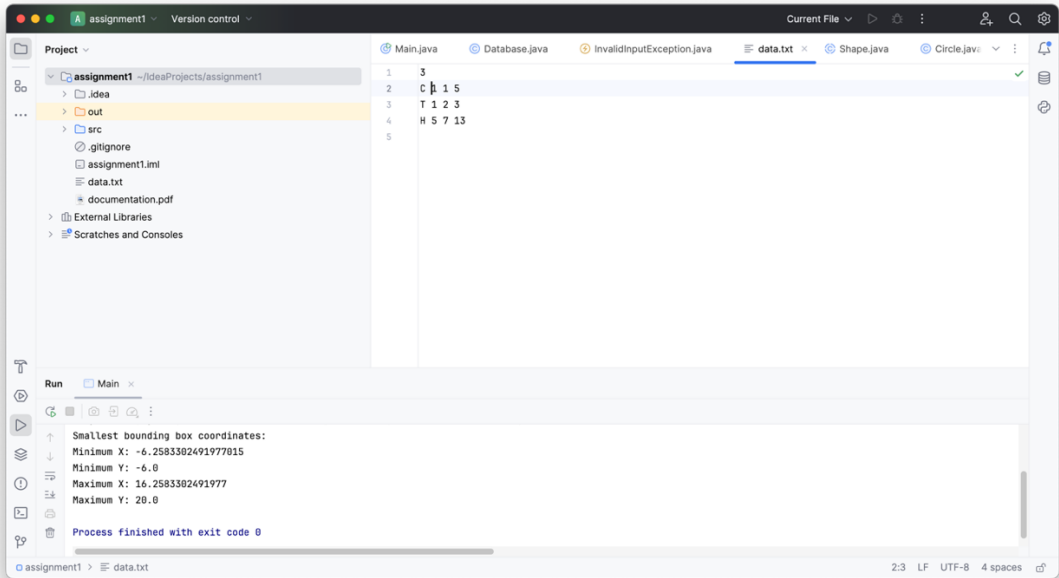 A assignment1 Version control Current File
Project
Main.java Database.java InvalidInputException.java data.txt Shape.java Circle.java
assignment1 ~/IdeaProjects/assignment1
.idea
out
src
.gitignore
assignment1.iml
data.txt
documentation.pdf
External Libraries
Scratches and Consoles
1 3
2 C 1 1 5
3 T 1 2 3
4 H 5 7 13
5
Run Main
Smallest bounding box coordinates:
Minimum X: -6.2583302491977015
Minimum Y: -6.0
Maximum X: 16.2583302491977
Maximum Y: 20.0
Process finished with exit code 0
assignment1 > data.txt 2:3 LF UTF-8 4 spaces